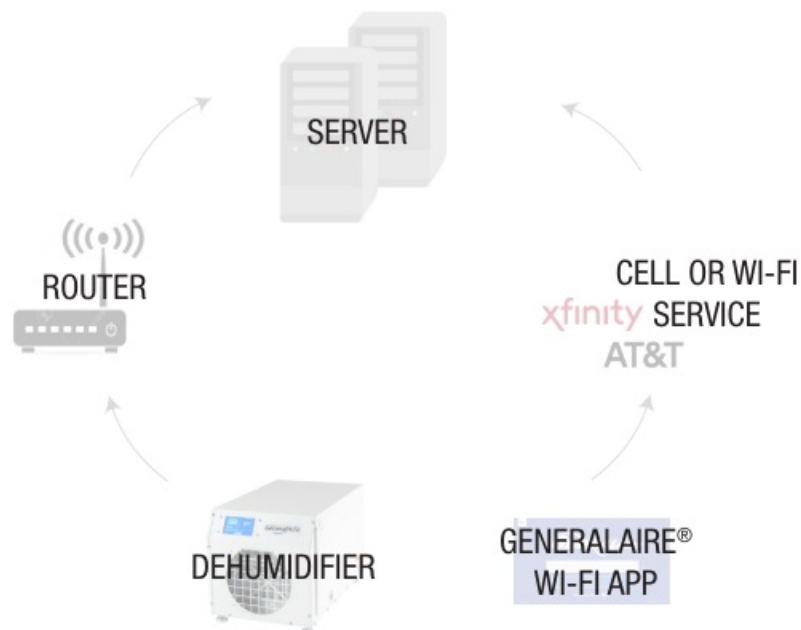 SERVER
ROUTER
CELL OR WI-FI
xfinity SERVICE
AT&T
DEHUMIDIFIER
GENERALAIRE®
WI-FI APP